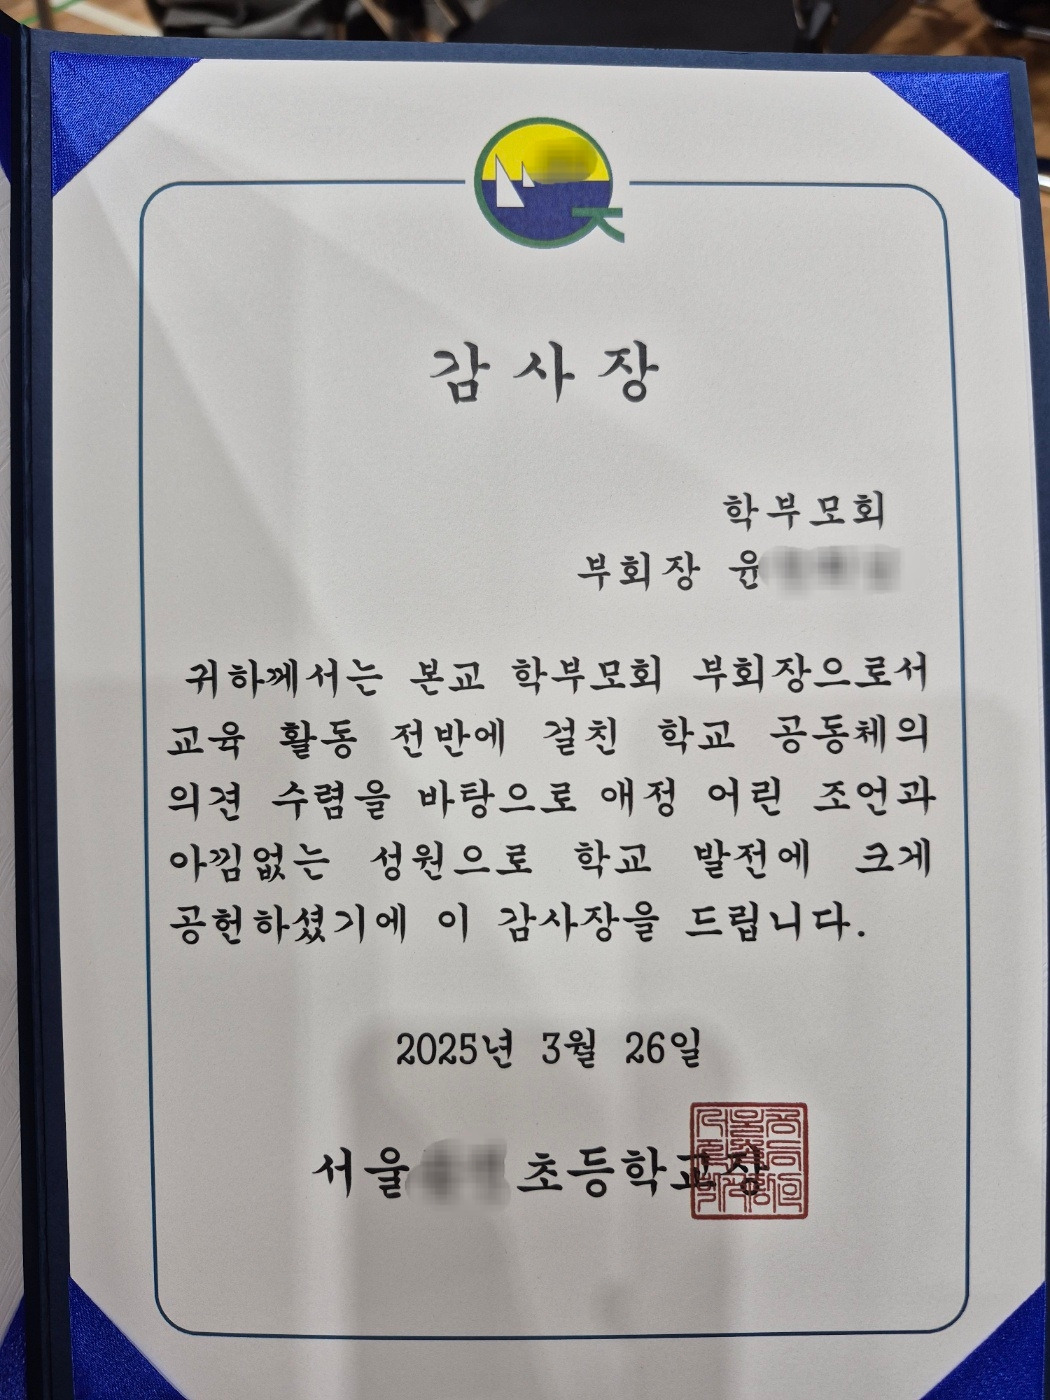 감사장
학부모회
부회장 윤
귀하께서는 본교 학부모회 부회장으로서
교육 활동 전반에 걸친 학교 공동체의
의견 수렴을 바탕으로 애정 어린 조언과
아낌없는 성원으로 학교 발전에 크게
공헌하셨기에 이 감사장을 드립니다.
2025년 3월 26일
서울 초등학교장